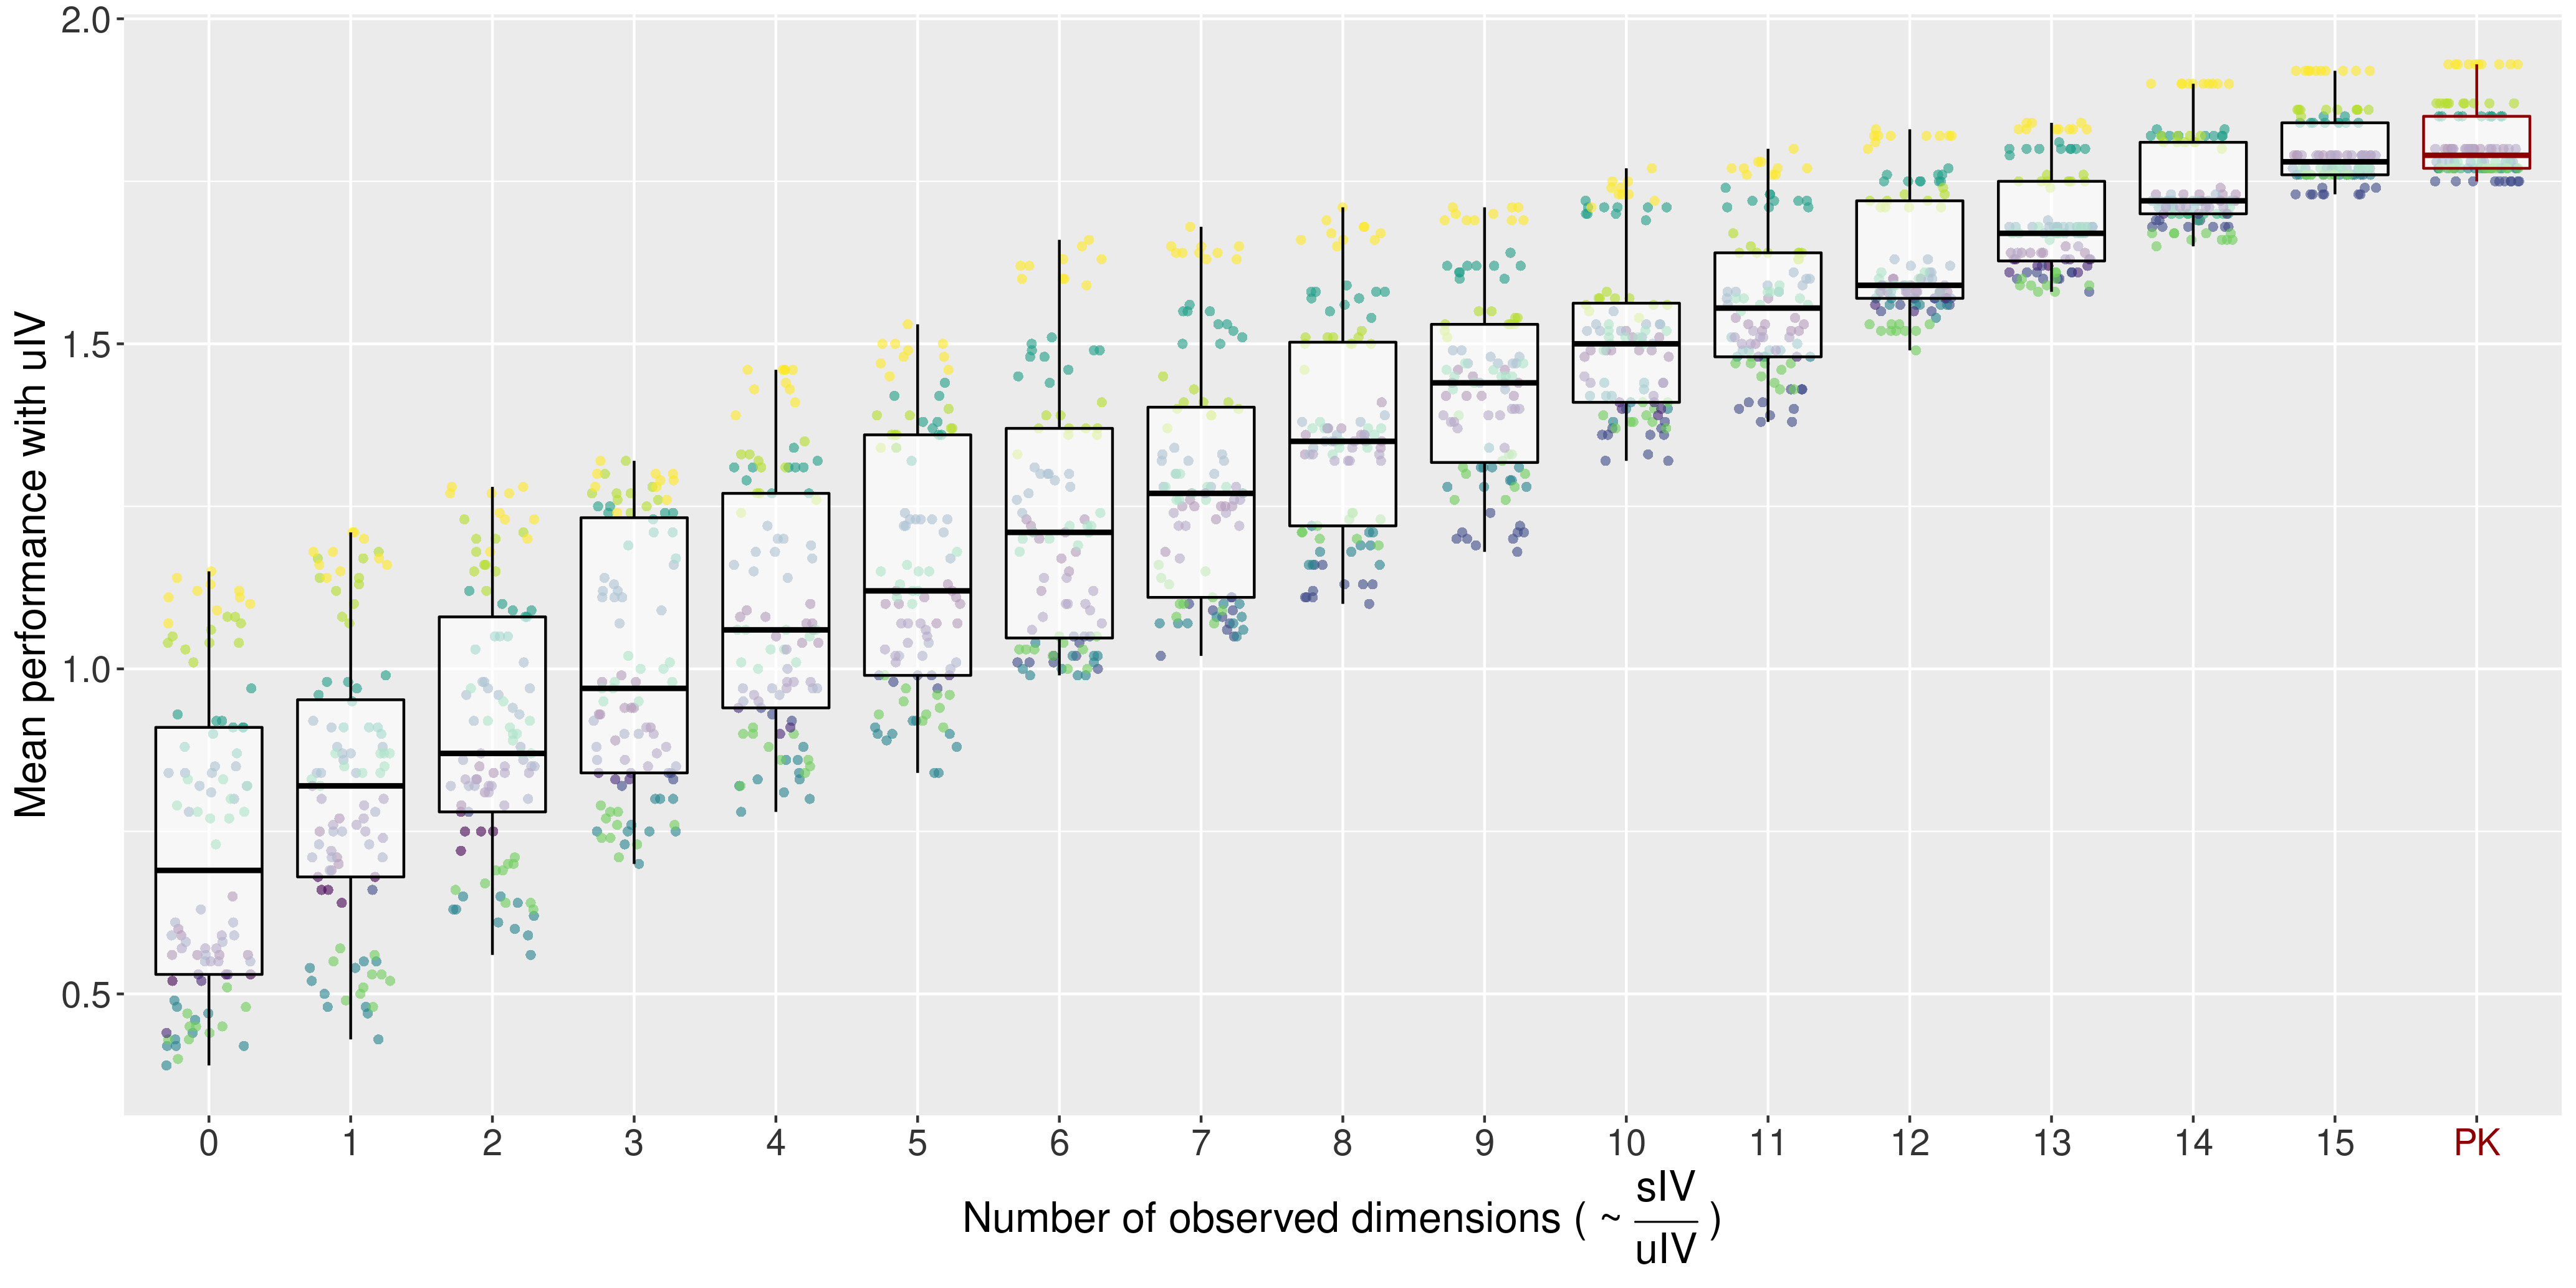 Mean performance with uIV
2.0
1.5
1.0
0.5
0 1 2 3 4 5 6 7 8 9 10 11 12 13 14 15 PK
Number of observed dimensions ( ~ sIV / uIV )